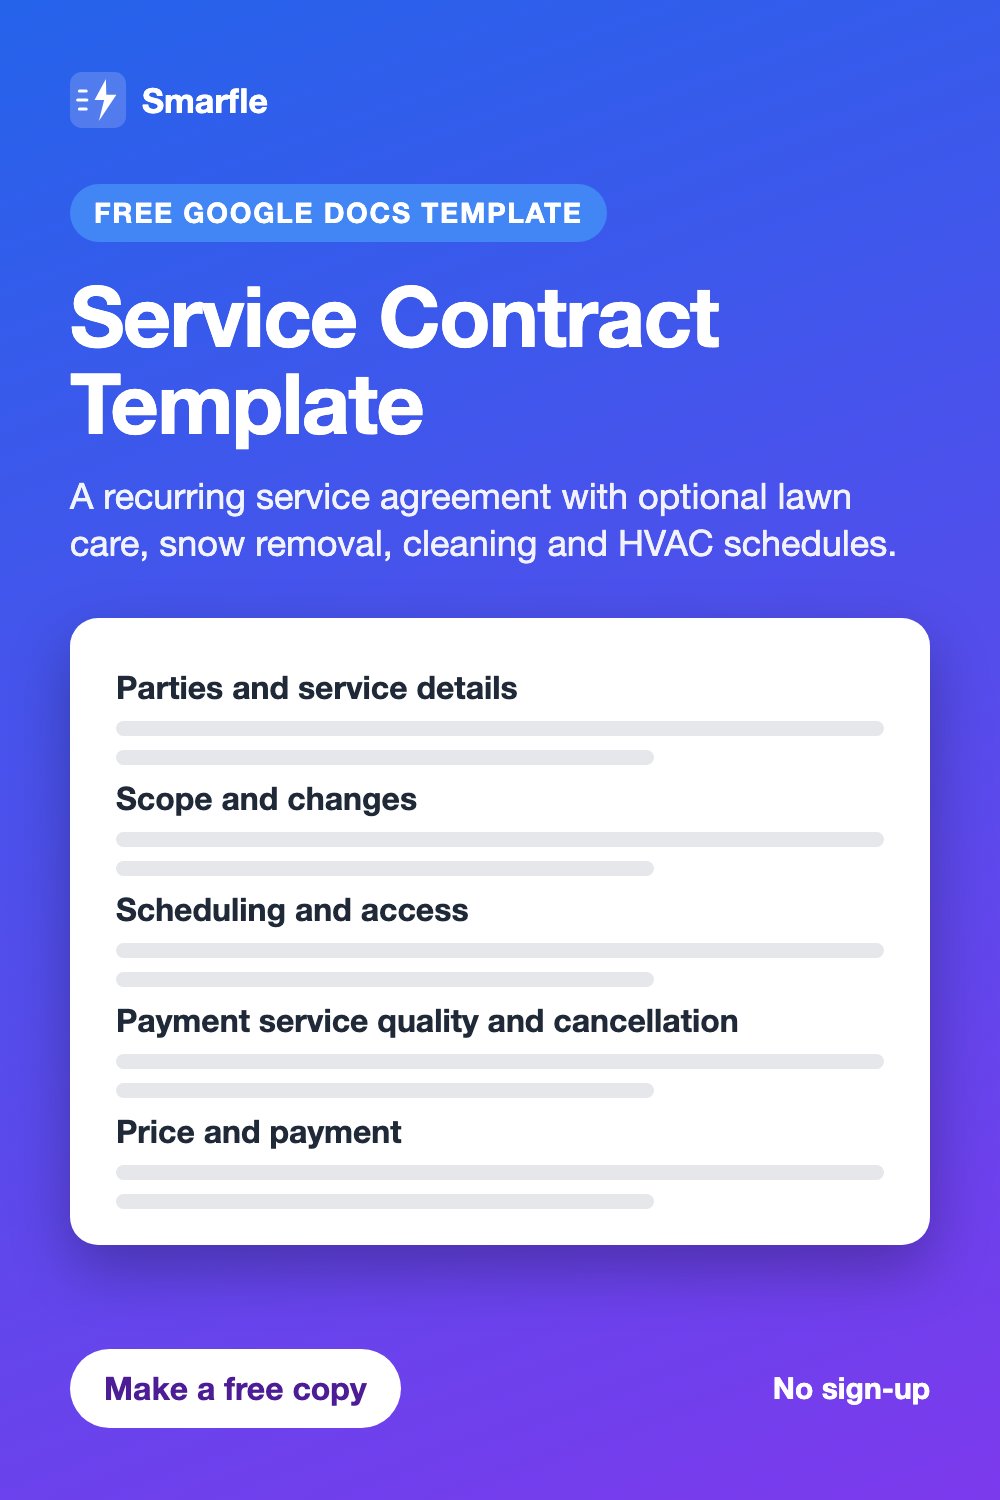 Smarfle
FREE GOOGLE DOCS TEMPLATE
Service Contract
Template
A recurring service agreement with optional lawn
care, snow removal, cleaning and HVAC schedules.
Parties and service details
Scope and changes
Scheduling and access
Payment service quality and cancellation
Price and payment
Make a free copy
No sign-up